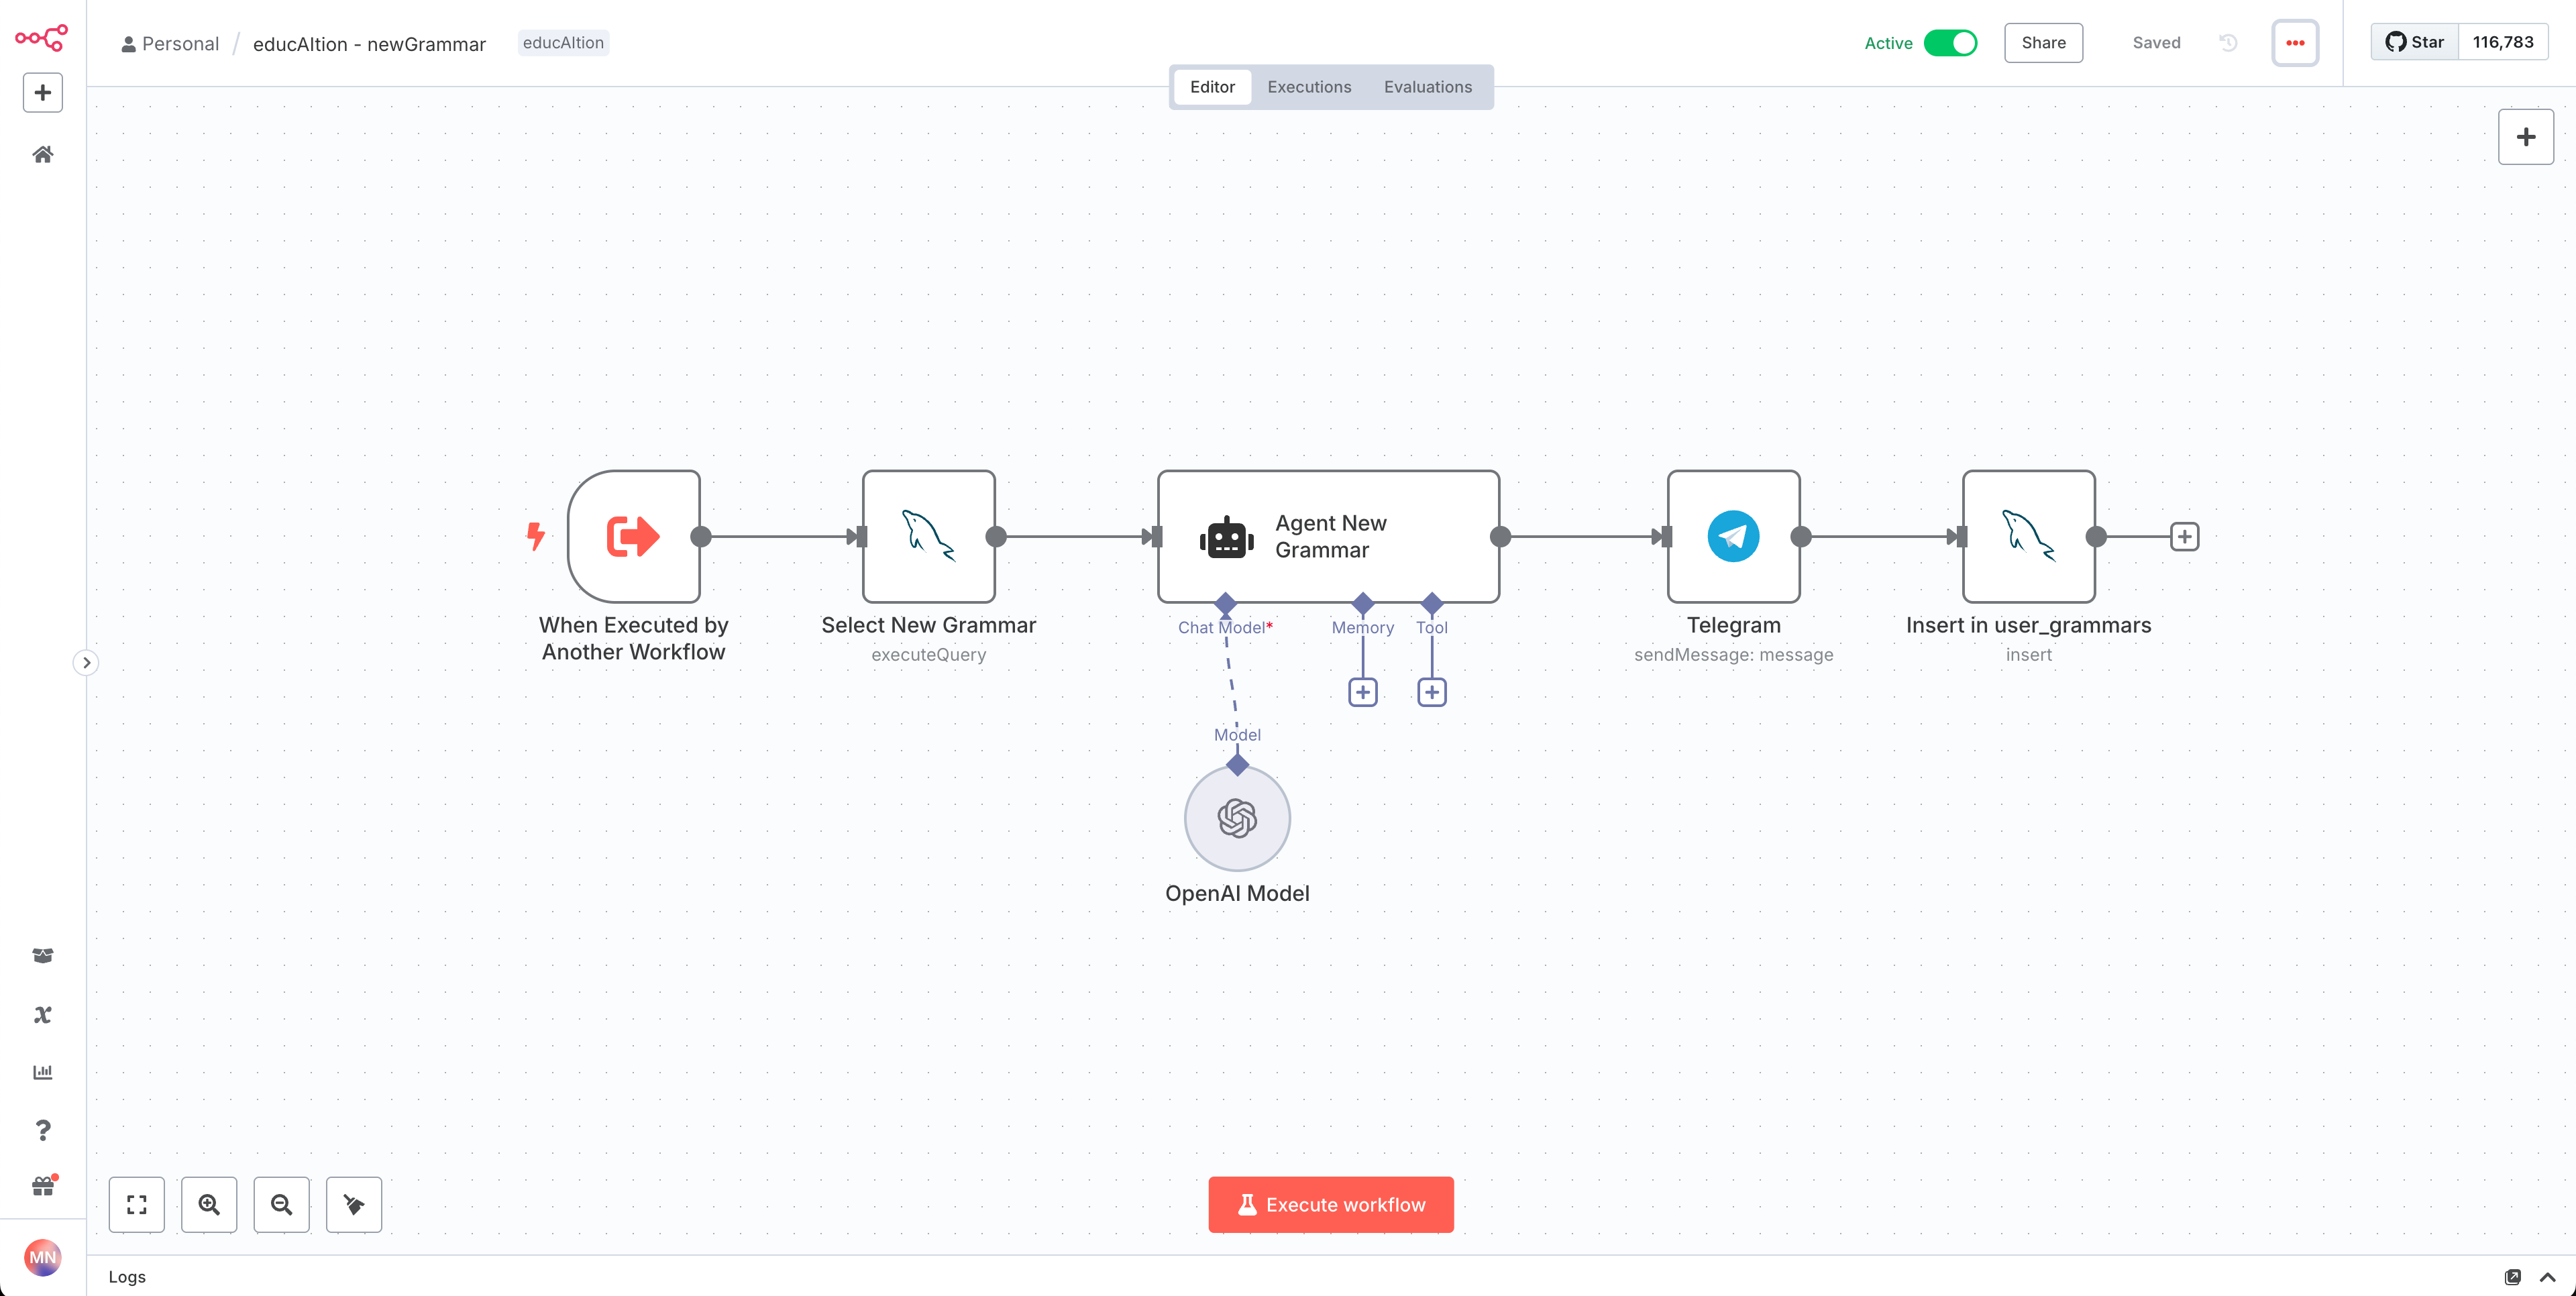 Personal / educAItion - newGrammar educAItion
Active Share Saved Star 116,783
Editor Executions Evaluations
Agent New
Grammar
When Executed by
Another Workflow
Select New Grammar
executeQuery
Chat Model*
Memory
Tool
Telegram
sendMessage: message
Insert in user_grammars
insert
Model
OpenAI Model
Execute workflow
MN
Logs